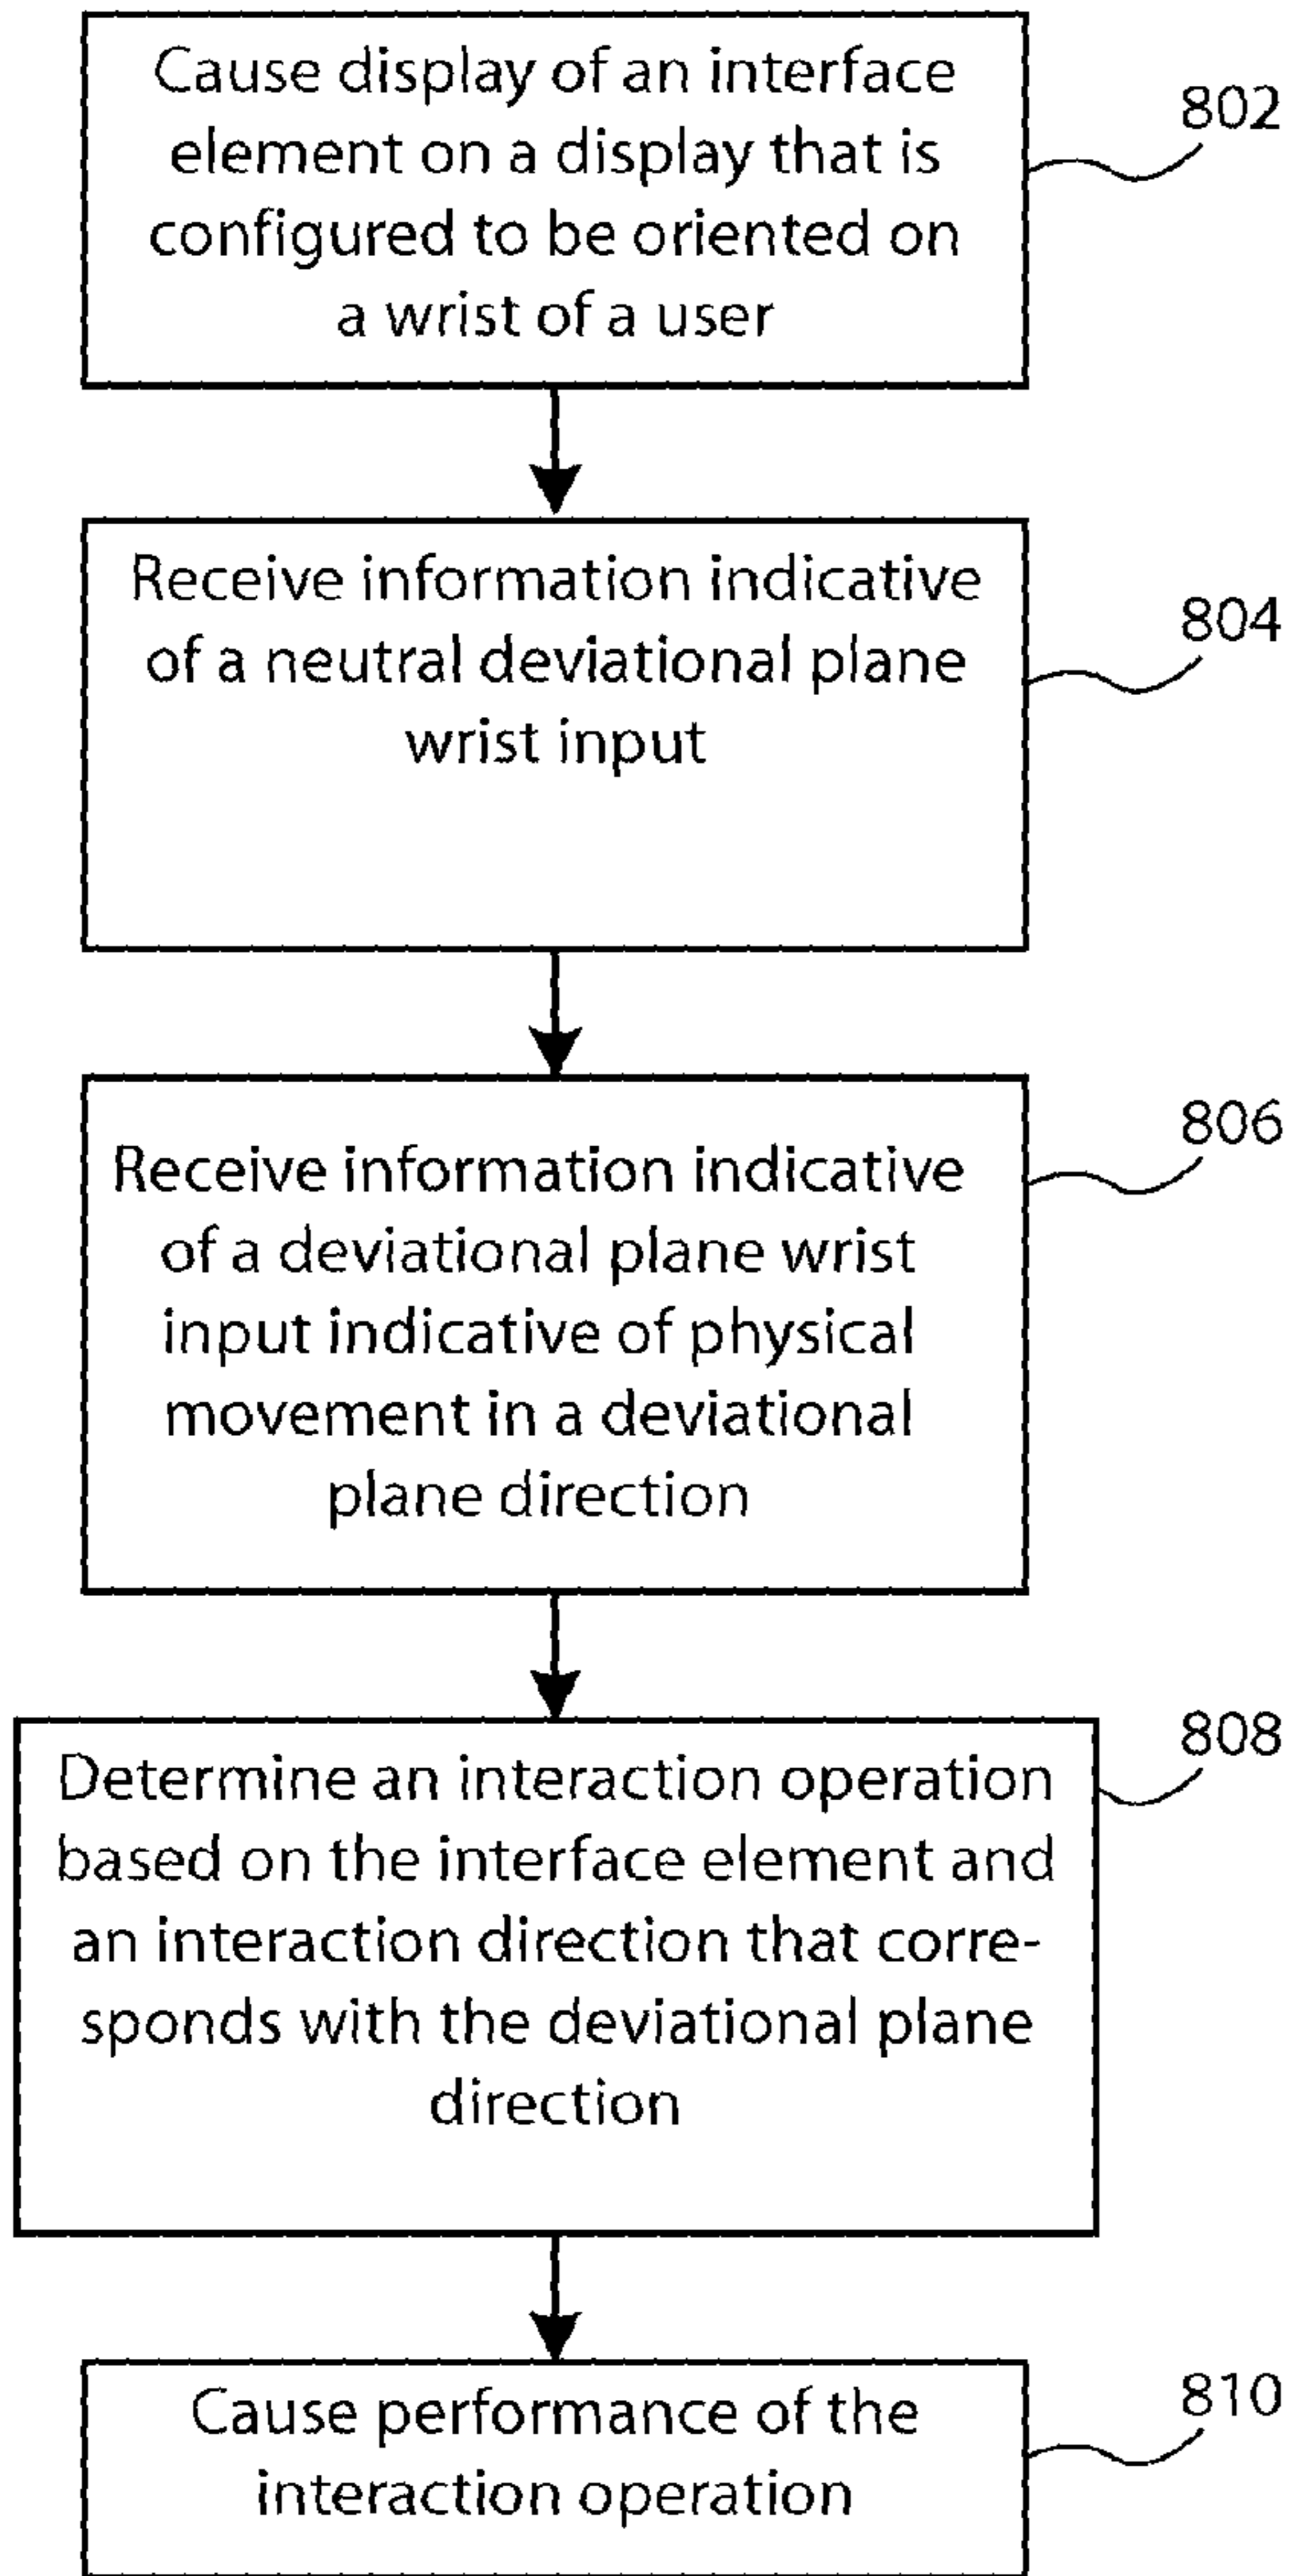 Cause display of an interface
element on a display that is
configured to be oriented on
a wrist of a user
802
Receive information indicative
of a neutral deviational plane
wrist input
804
Receive information indicative
of a deviational plane wrist
input indicative of physical
movement in a deviational
plane direction
806
Determine an interaction operation
based on the interface element and
an interaction direction that corre-
sponds with the deviational plane
direction
808
Cause performance of the
interaction operation
810